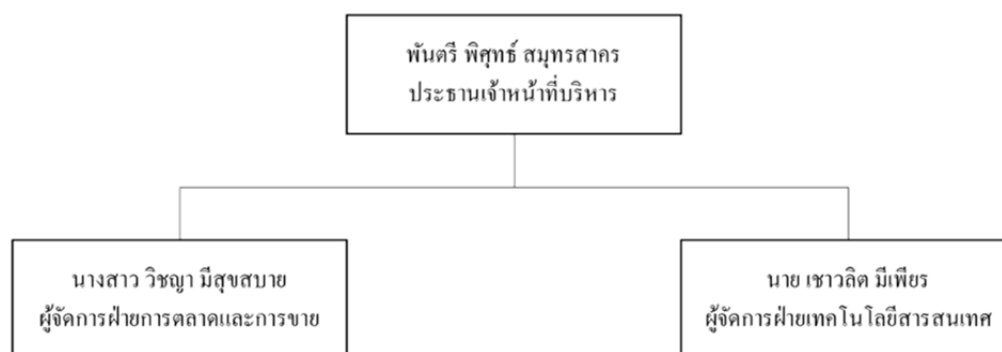 พันตรี พิศุทธ์ สมุทรสาคร
ประธานเจ้าหน้าที่บริหาร
นางสาว วิชญา มีสุขสบาย
ผู้จัดการฝ่ายการตลาดและการขาย
นาย เชาวลิต มีเพียร
ผู้จัดการฝ่ายเทคโนโลยีสารสนเทศ